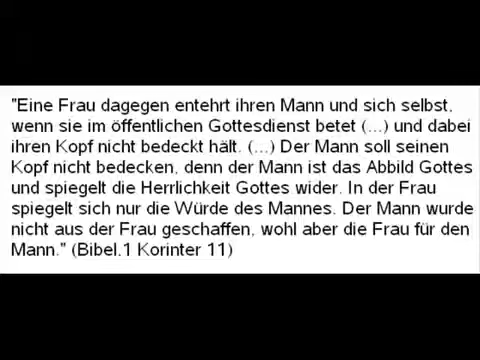 "Eine Frau dagegen entehrt ihren Mann und sich selbst,
wenn sie im öffentlichen Gottesdienst betet (...) und dabei
ihren Kopf nicht bedeckt hält. (...) Der Mann soll seinen
Kopf nicht bedecken, denn der Mann ist das Abbild Gottes
und spiegelt die Herrlichkeit Gottes wider. In der Frau
spiegelt sich nur die Würde des Mannes. Der Mann wurde
nicht aus der Frau geschaffen, wohl aber die Frau für den
Mann." (Bibel.1 Korinter 11)